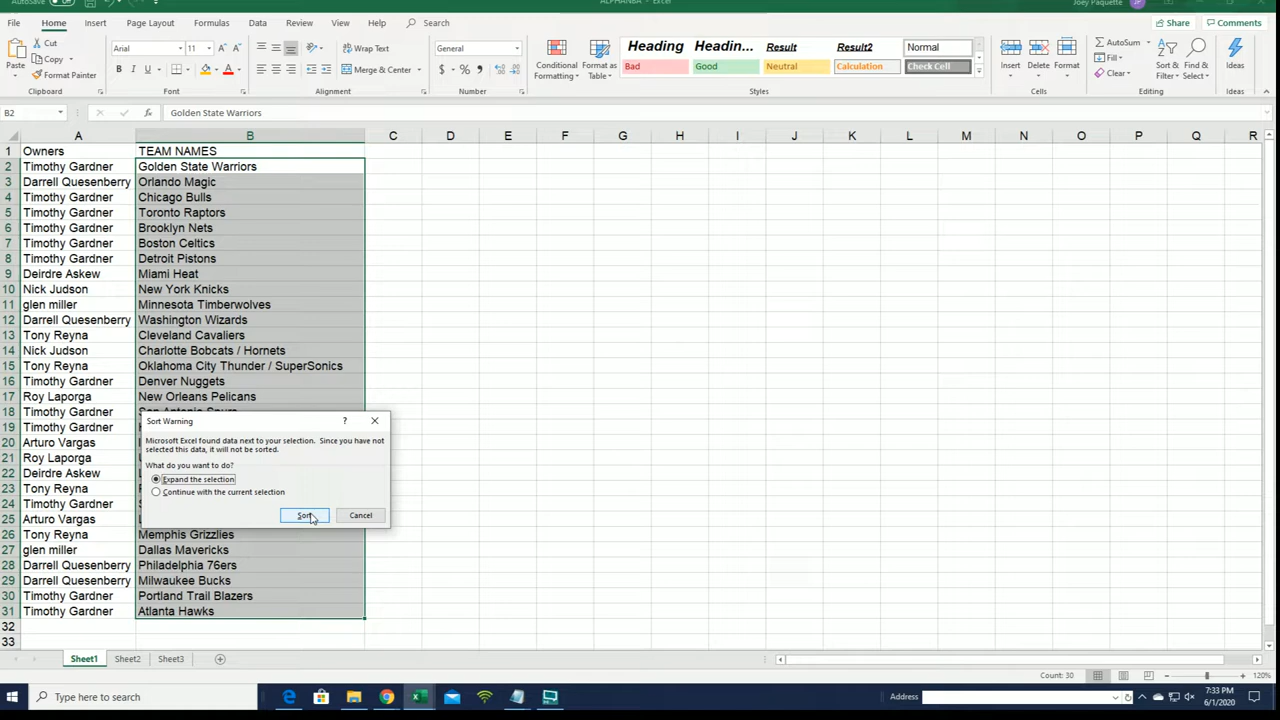 AutoSave Off ALPHANBA - Excel Joey Paquette JP
File Home Insert Page Layout Formulas Data Review View Help Search Share Comments
Paste Cut Copy Format Painter Clipboard
Arial 11 Font
Wrap Text Merge & Center Alignment
General Number
Conditional Formatting Format as Table
Heading Headin... Result Result2 Normal
Bad Good Neutral Calculation Check Cell
Styles
Insert Delete Format Cells
AutoSum Fill Clear Sort & Filter Find & Select Editing
Ideas Ideas
B2 Golden State Warriors
A B C D E F G H I J K L M N O P Q R
1 Owners TEAM NAMES
2 Timothy Gardner Golden State Warriors
3 Darrell Quesenberry Orlando Magic
4 Timothy Gardner Chicago Bulls
5 Timothy Gardner Toronto Raptors
6 Timothy Gardner Brooklyn Nets
7 Timothy Gardner Boston Celtics
8 Timothy Gardner Detroit Pistons
9 Deirdre Askew Miami Heat
10 Nick Judson New York Knicks
11 glen miller Minnesota Timberwolves
12 Darrell Quesenberry Washington Wizards
13 Tony Reyna Cleveland Cavaliers
14 Nick Judson Charlotte Bobcats / Hornets
15 Tony Reyna Oklahoma City Thunder / SuperSonics
16 Timothy Gardner Denver Nuggets
17 Roy Laporga New Orleans Pelicans
18 Timothy Gardner
19 Timothy Gardner
20 Arturo Vargas
21 Roy Laporga
22 Deirdre Askew
23 Tony Reyna
24 Timothy Gardner
25 Arturo Vargas
26 Tony Reyna Memphis Grizzlies
27 glen miller Dallas Mavericks
28 Darrell Quesenberry Philadelphia 76ers
29 Darrell Quesenberry Milwaukee Bucks
30 Timothy Gardner Portland Trail Blazers
31 Timothy Gardner Atlanta Hawks
32
33
Sort Warning ?
Microsoft Excel found data next to your selection. Since you have not
selected this data, it will not be sorted.
What do you want to do?
Expand the selection
Continue with the current selection
Sort Cancel
Sheet1 Sheet2 Sheet3
Count: 30 120%
Type here to search Address 7:33 PM
6/1/2020